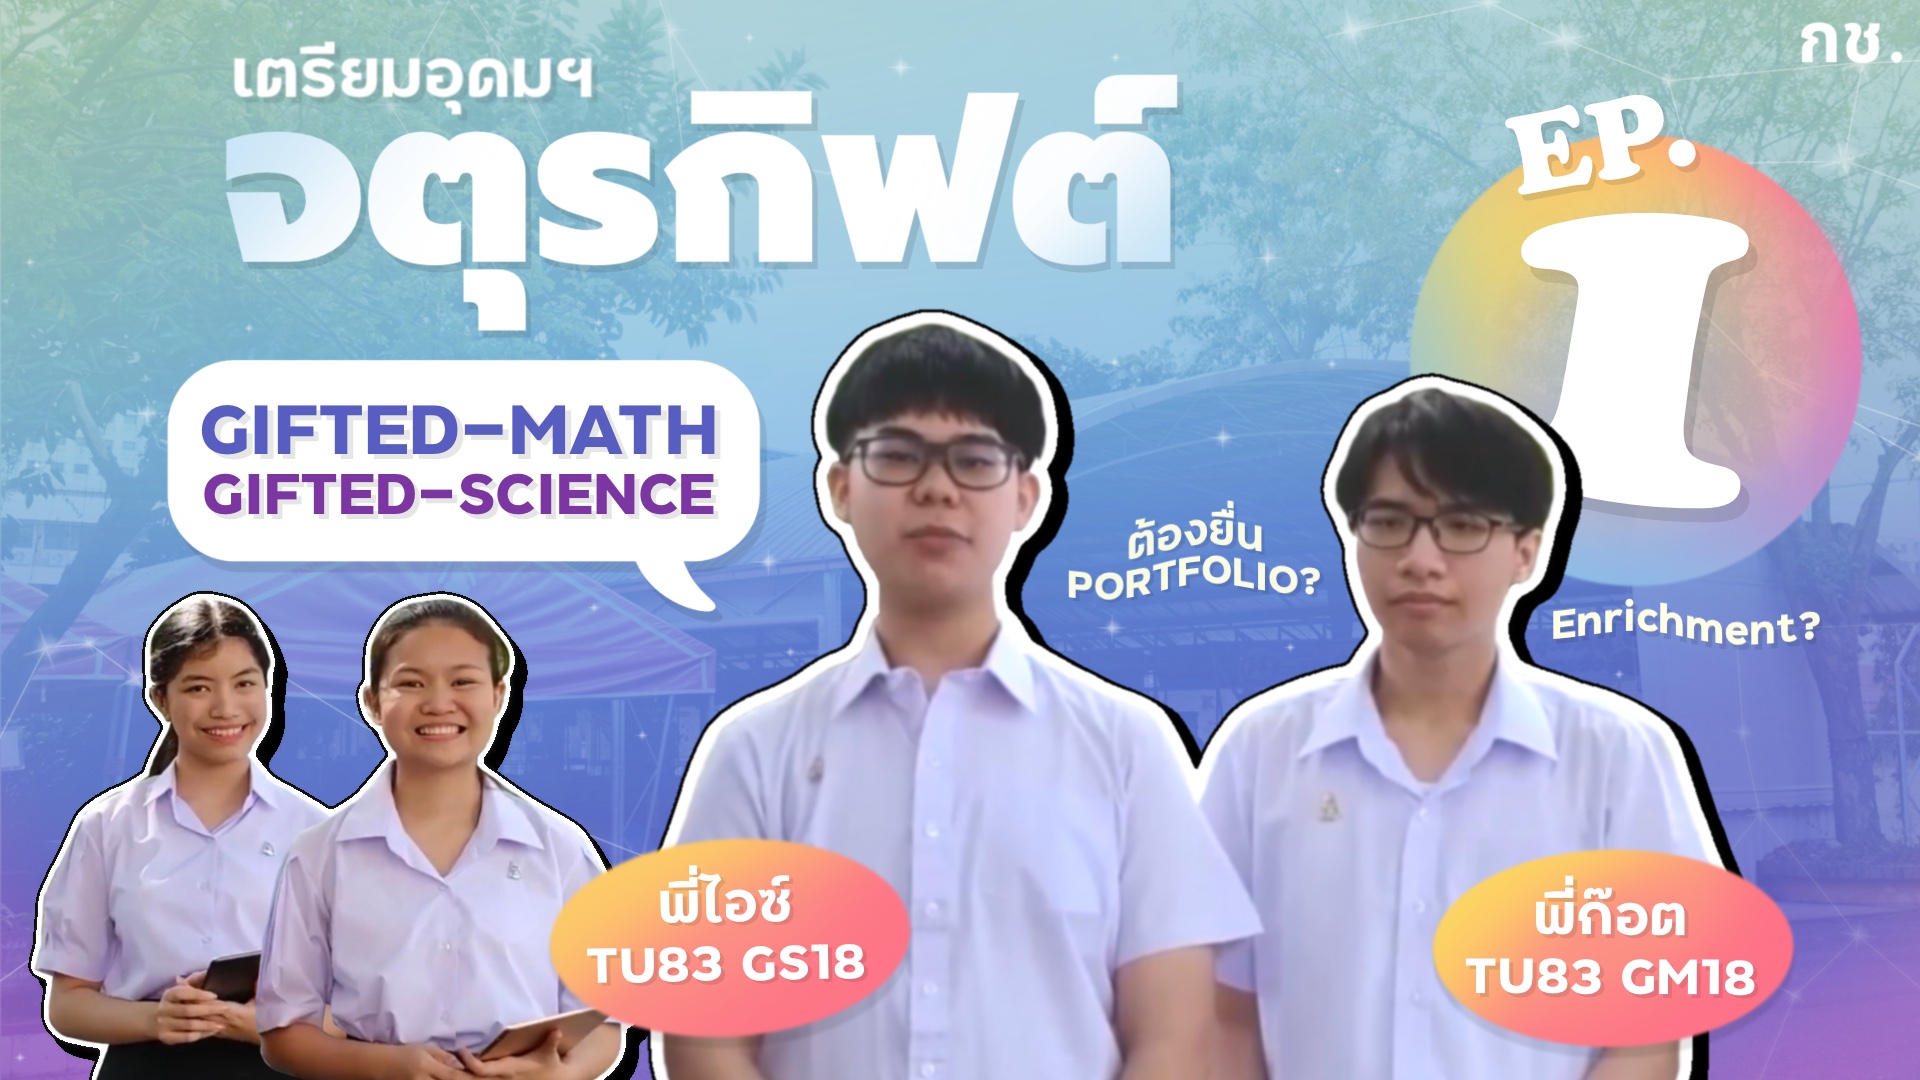 กช.
เตรียมอุดมฯ
จตุรกิฟต์
EP.
I
GIFTED-MATH
GIFTED-SCIENCE
ต้องยื่น
PORTFOLIO?
Enrichment?
พี่ไอซ์
TU83 GS18
พี่ก๊อต
TU83 GM18